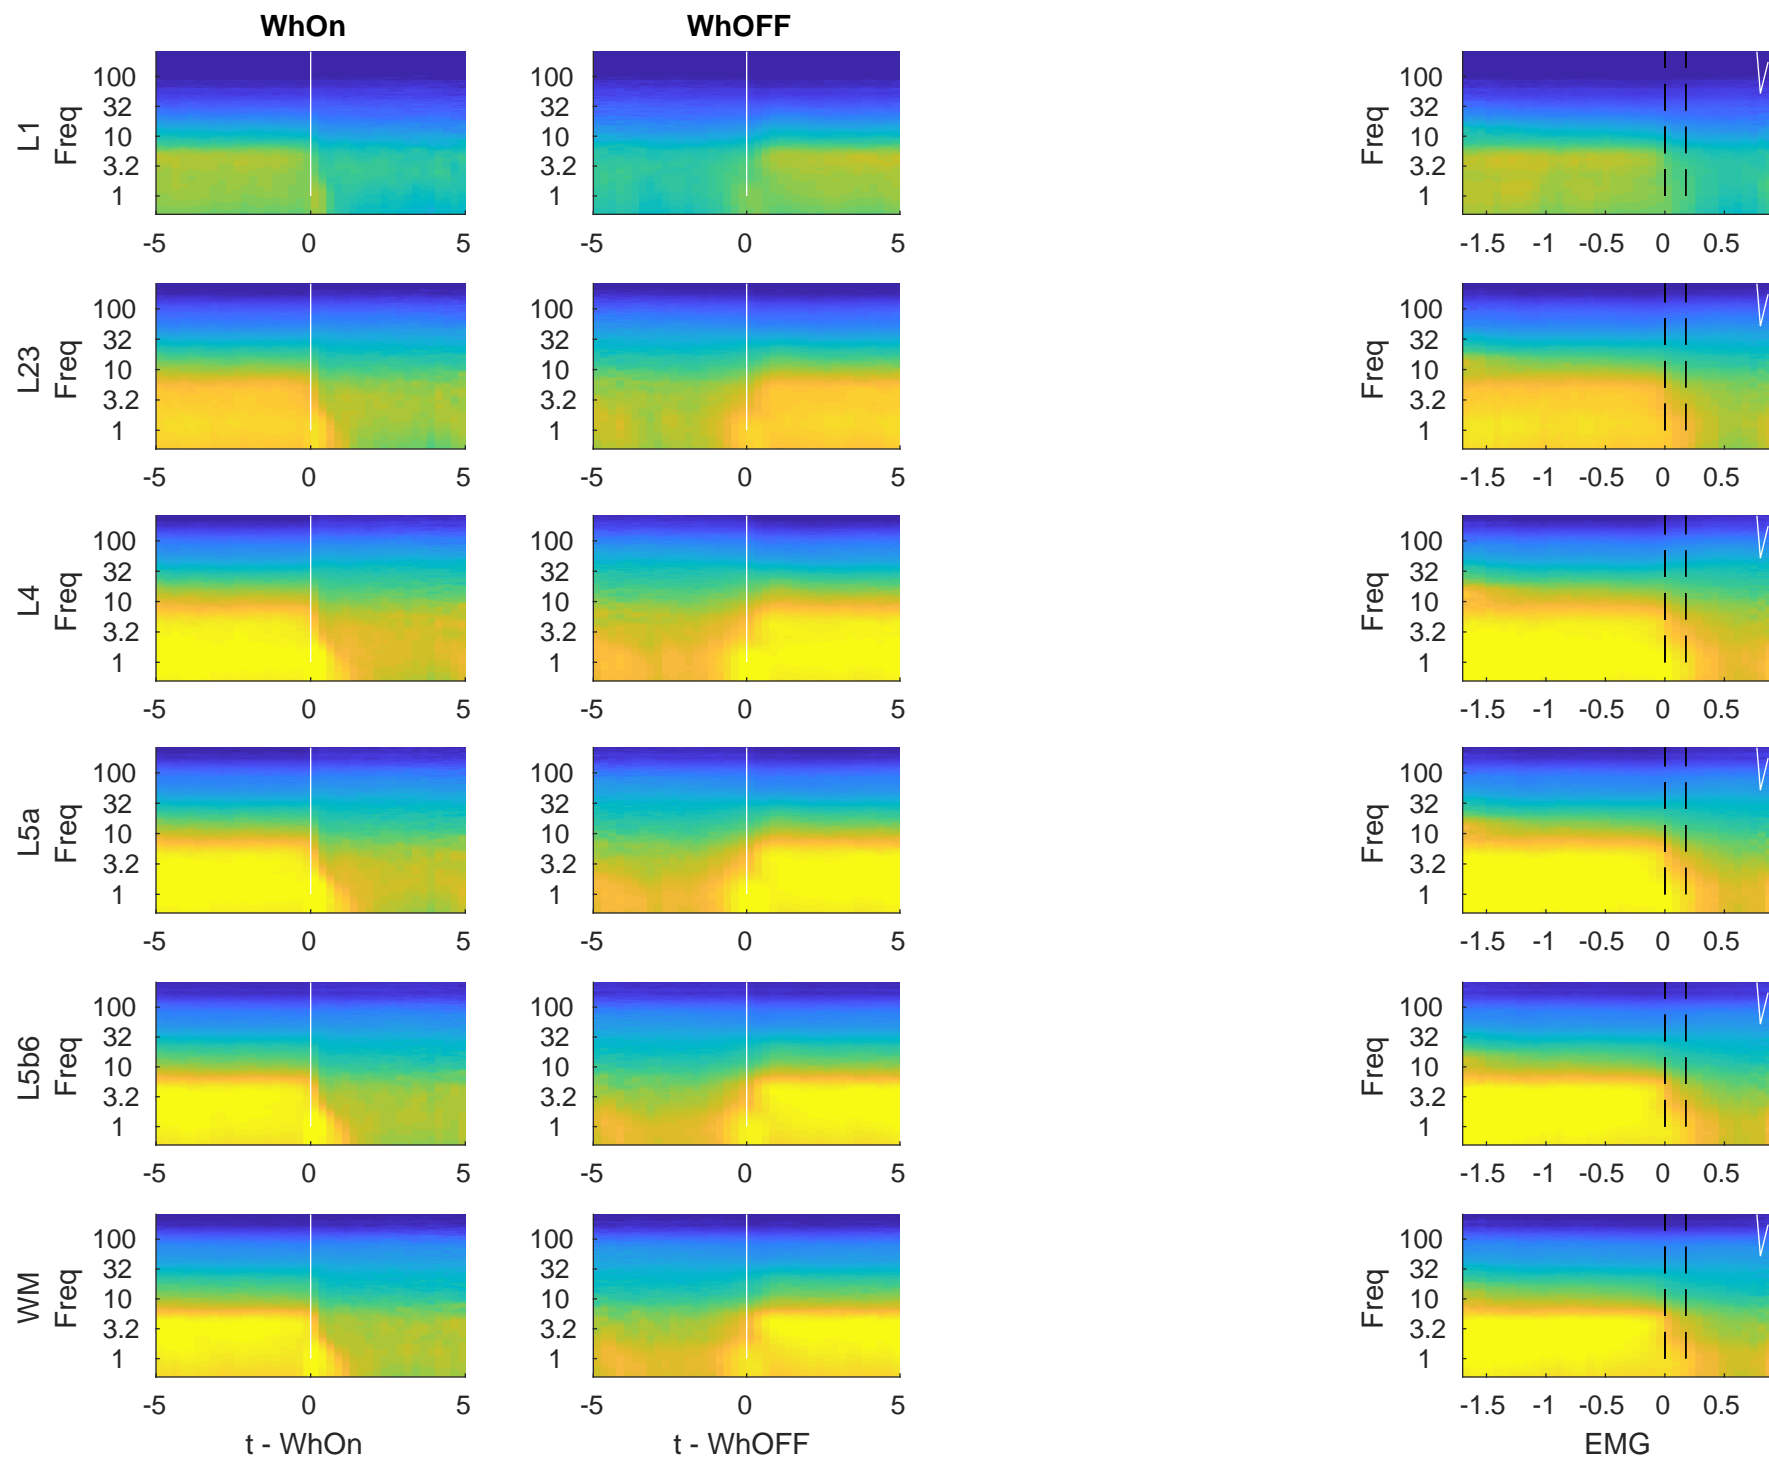 WhOn WhOFF
L1 Freq 100 32 10 3.2 1 100 32 10 3.2 1 Freq 100 32 10 3.2 1
-5 0 5 -5 0 5 -1.5 -1 -0.5 0 0.5
L23 Freq 100 32 10 3.2 1 100 32 10 3.2 1 Freq 100 32 10 3.2 1
-5 0 5 -5 0 5 -1.5 -1 -0.5 0 0.5
L4 Freq 100 32 10 3.2 1 100 32 10 3.2 1 Freq 100 32 10 3.2 1
-5 0 5 -5 0 5 -1.5 -1 -0.5 0 0.5
L5a Freq 100 32 10 3.2 1 100 32 10 3.2 1 Freq 100 32 10 3.2 1
-5 0 5 -5 0 5 -1.5 -1 -0.5 0 0.5
L5b6 Freq 100 32 10 3.2 1 100 32 10 3.2 1 Freq 100 32 10 3.2 1
-5 0 5 -5 0 5 -1.5 -1 -0.5 0 0.5
WM Freq 100 32 10 3.2 1 100 32 10 3.2 1 Freq 100 32 10 3.2 1
-5 0 5 -5 0 5 -1.5 -1 -0.5 0 0.5
t - WhOn t - WhOFF EMG